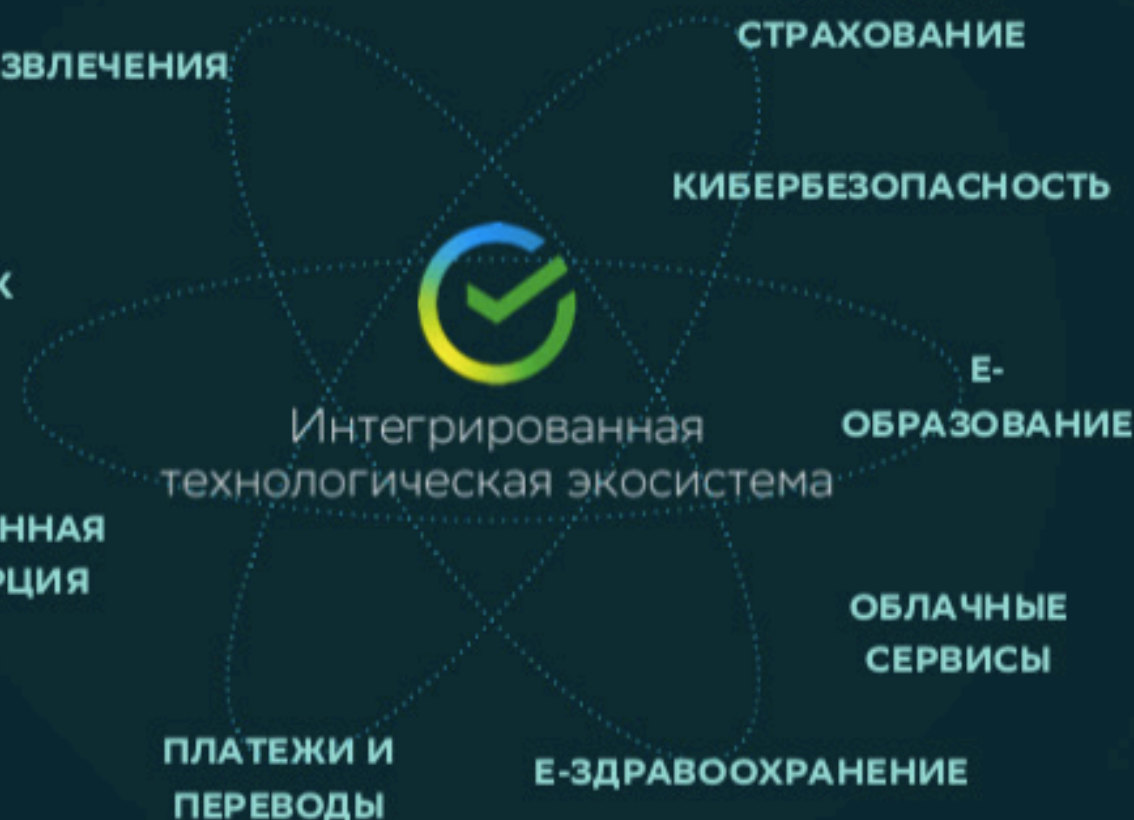 СТРАХОВАНИЕ
ЗВЛЕЧЕНИЯ
КИБЕРБЕЗОПАСНОСТЬ
Интегрированная
технологическая экосистема
Е-
ОБРАЗОВАНИЕ
ННАЯ
РЦИЯ
ОБЛАЧНЫЕ
СЕРВИСЫ
ПЛАТЕЖИ И
ПЕРЕВОДЫ
Е-ЗДРАВООХРАНЕНИЕ